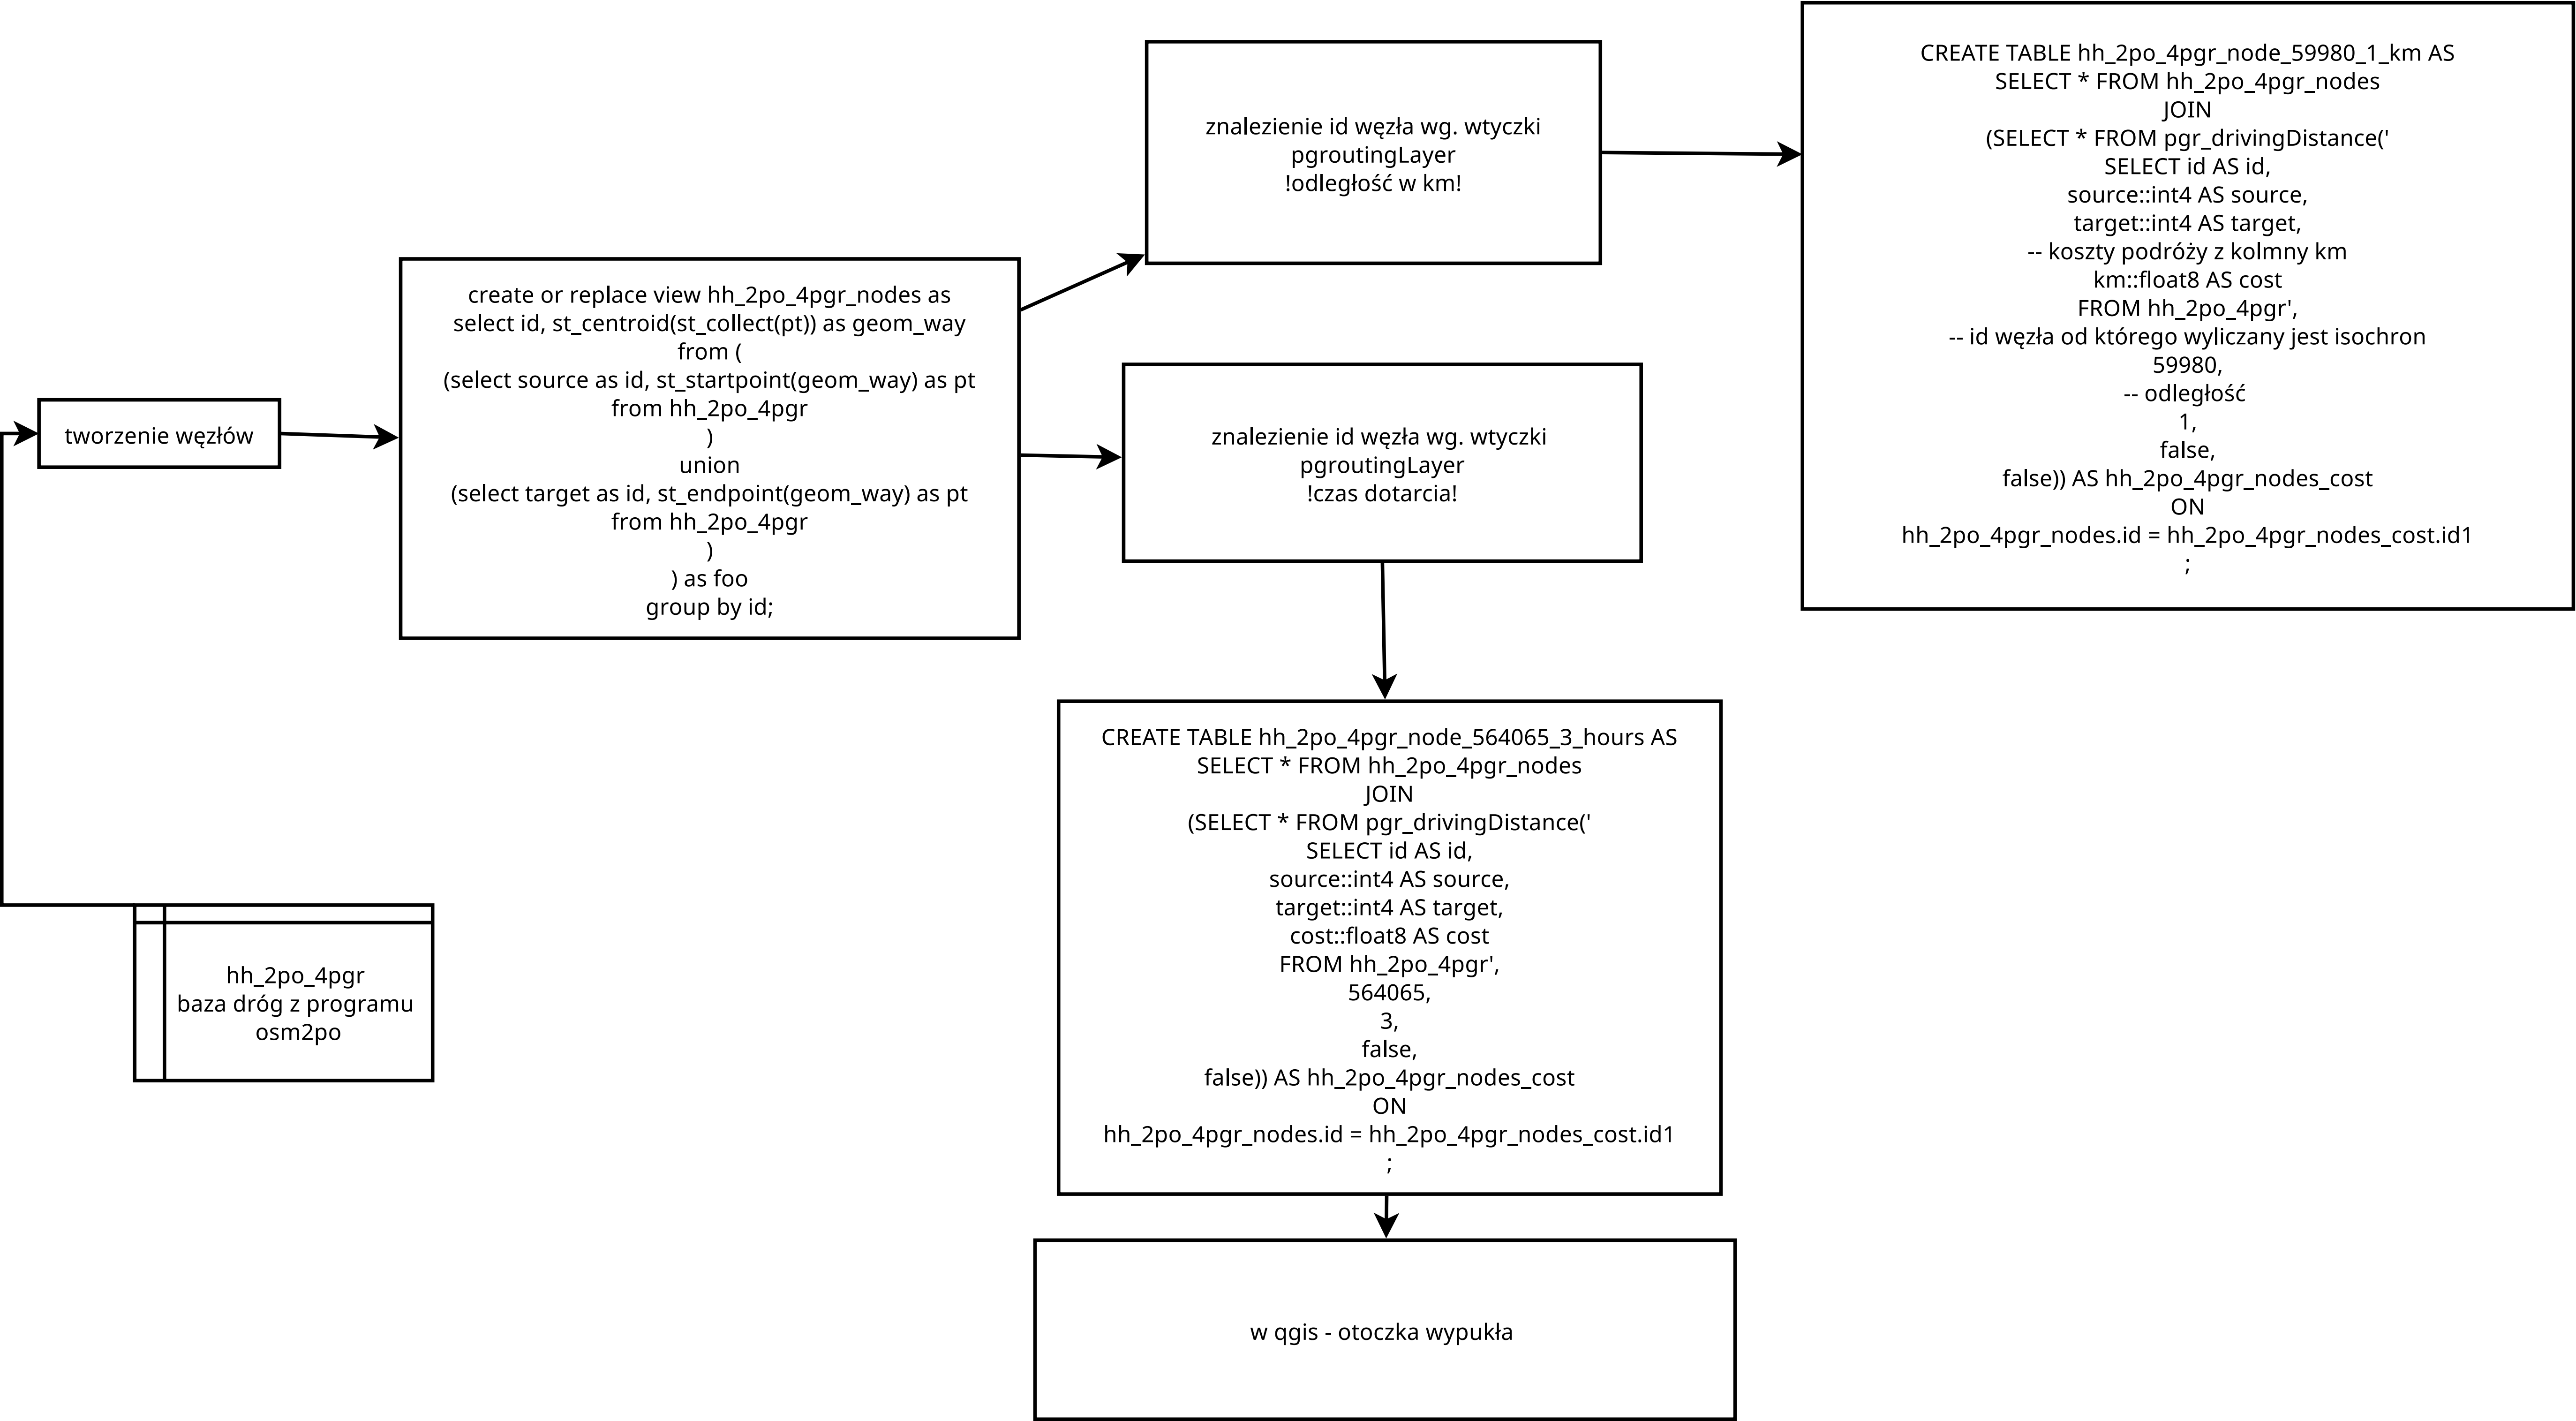 hh_2po_4pgr
baza dróg z programu
osm2po
tworzenie węzłów
create or replace view hh_2po_4pgr_nodes as
select id, st_centroid(st_collect(pt)) as geom_way
from (
(select source as id, st_startpoint(geom_way) as pt
from hh_2po_4pgr
)
union
(select target as id, st_endpoint(geom_way) as pt
from hh_2po_4pgr
)
) as foo
group by id;
znalezienie id węzła wg. wtyczki
pgroutingLayer
!odległość w km!
CREATE TABLE hh_2po_4pgr_node_59980_1_km AS
SELECT * FROM hh_2po_4pgr_nodes
JOIN
(SELECT * FROM pgr_drivingDistance('
SELECT id AS id,
source::int4 AS source,
target::int4 AS target,
-- koszty podróży z kolmny km
km::float8 AS cost
FROM hh_2po_4pgr',
-- id węzła od którego wyliczany jest isochron
59980,
-- odległość
1,
false,
false)) AS hh_2po_4pgr_nodes_cost
ON
hh_2po_4pgr_nodes.id = hh_2po_4pgr_nodes_cost.id1
;
znalezienie id węzła wg. wtyczki
pgroutingLayer
!czas dotarcia!
CREATE TABLE hh_2po_4pgr_node_564065_3_hours AS
SELECT * FROM hh_2po_4pgr_nodes
JOIN
(SELECT * FROM pgr_drivingDistance('
SELECT id AS id,
source::int4 AS source,
target::int4 AS target,
cost::float8 AS cost
FROM hh_2po_4pgr',
564065,
3,
false,
false)) AS hh_2po_4pgr_nodes_cost
ON
hh_2po_4pgr_nodes.id = hh_2po_4pgr_nodes_cost.id1
;
w qgis - otoczka wypukła